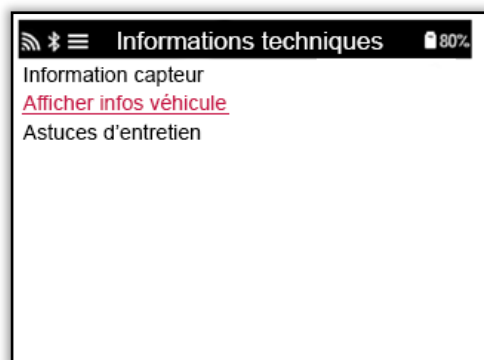 Informations techniques 80%
Information capteur
Afficher infos véhicule
Astuces d'entretien